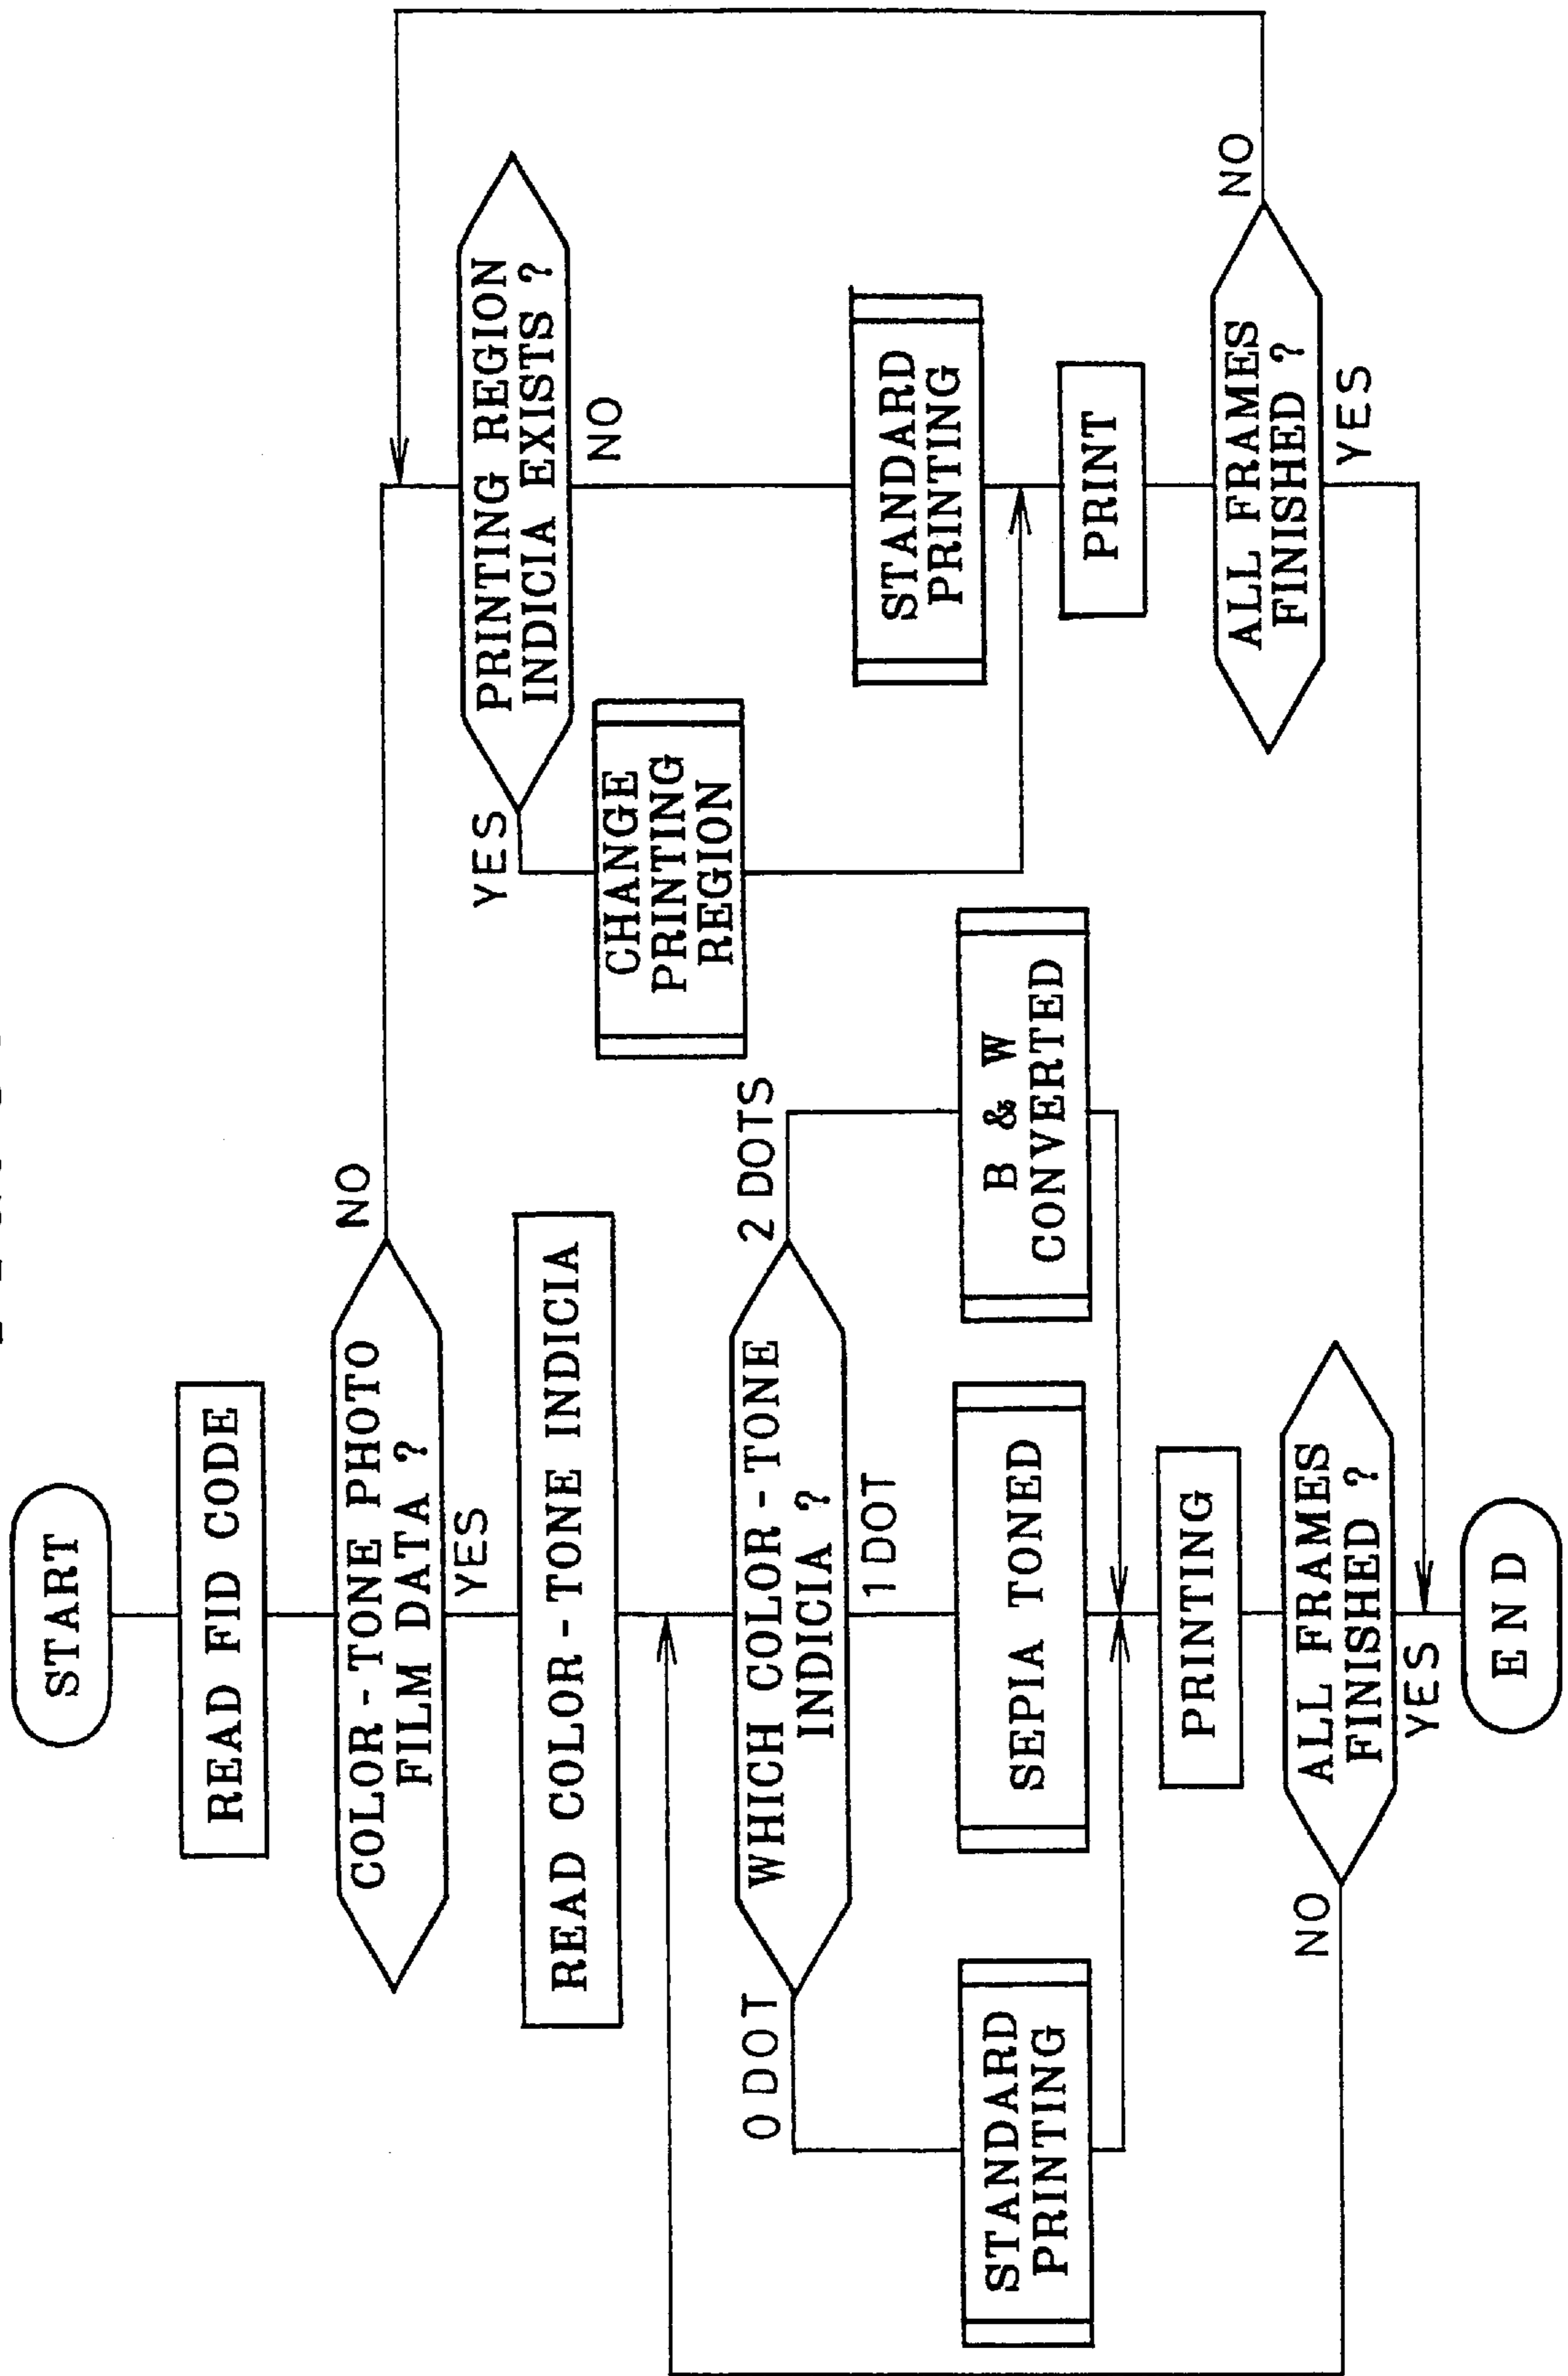 START
READ FID CODE
COLOR-TONE PHOTO
FILM DATA ?
NO
YES
READ COLOR-TONE INDICIA
WHICH COLOR-TONE
INDICIA ?
0 DOT
1 DOT
2 DOTS
STANDARD
PRINTING
SEPIA TONED
B & W
CONVERTED
PRINTING
ALL FRAMES
FINISHED ?
NO
YES
END
PRINTING REGION
INDICIA EXISTS ?
YES
NO
CHANGE
PRINTING
REGION
STANDARD
PRINTING
PRINT
ALL FRAMES
FINISHED ?
NO
YES